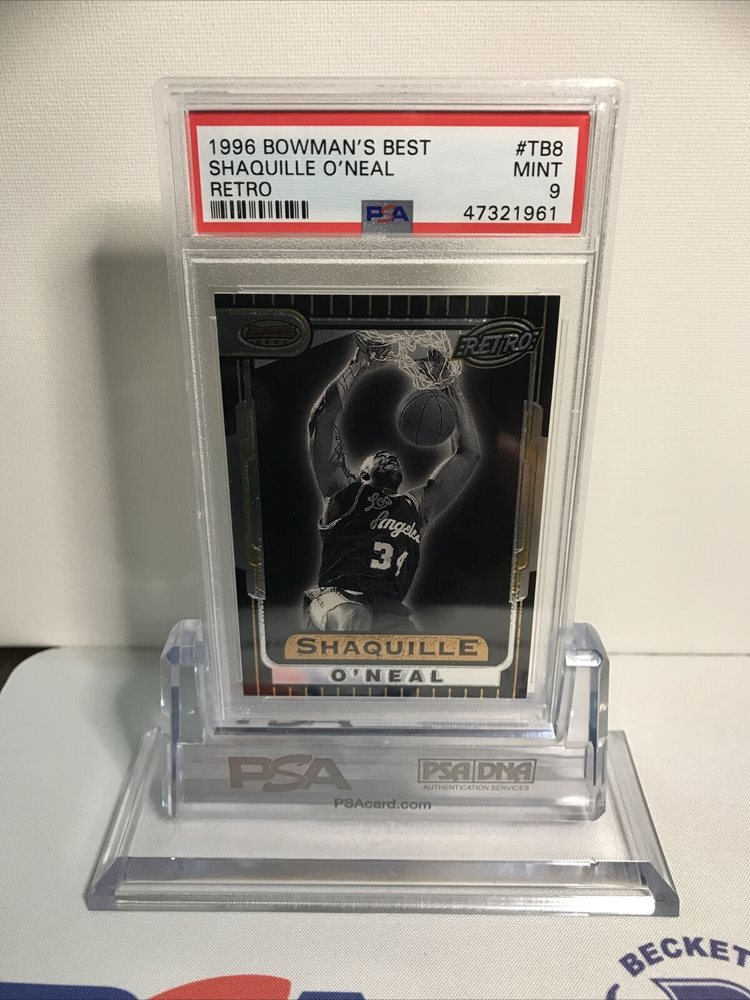 1996 BOWMAN'S BEST #TB8
SHAQUILLE O'NEAL MINT
RETRO 9
PSA 47321961
RETRO
Los
Angeles
34
SHAQUILLE
O'NEAL
PSA PSA DNA
AUTHENTICATION SERVICES
PSAcard.com
BECKET
PSA